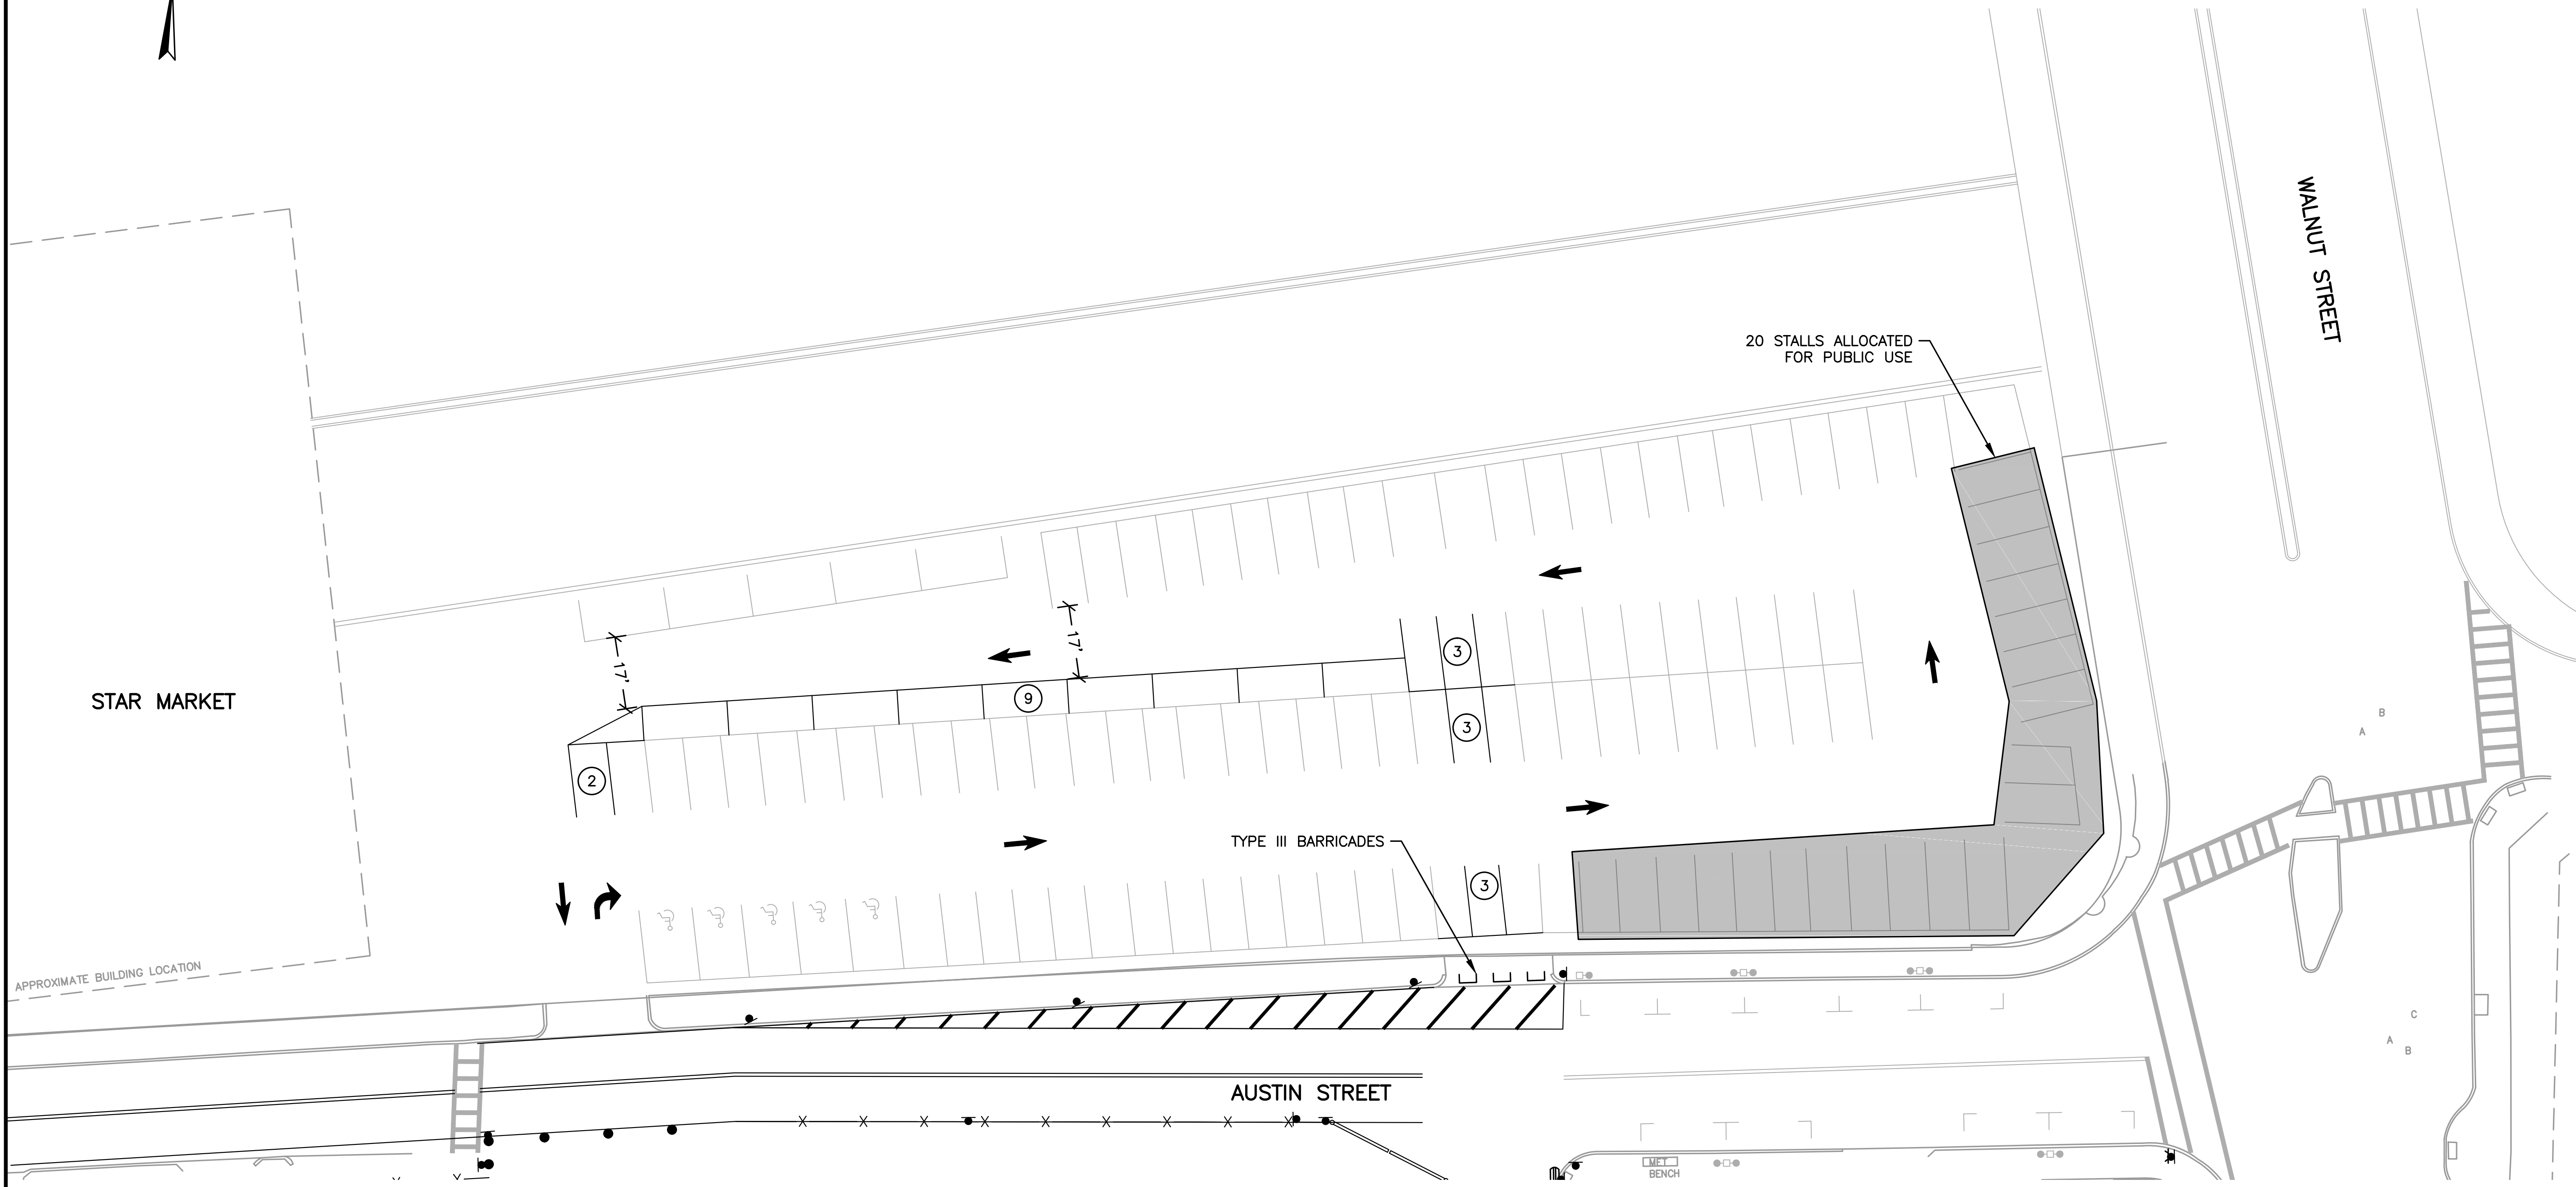 WALNUT STREET
20 STALLS ALLOCATED
FOR PUBLIC USE
17'
17'
3
STAR MARKET
9
3
2
B
A
TYPE III BARRICADES
3
APPROXIMATE BUILDING LOCATION
C
A
B
AUSTIN STREET
MET
BENCH